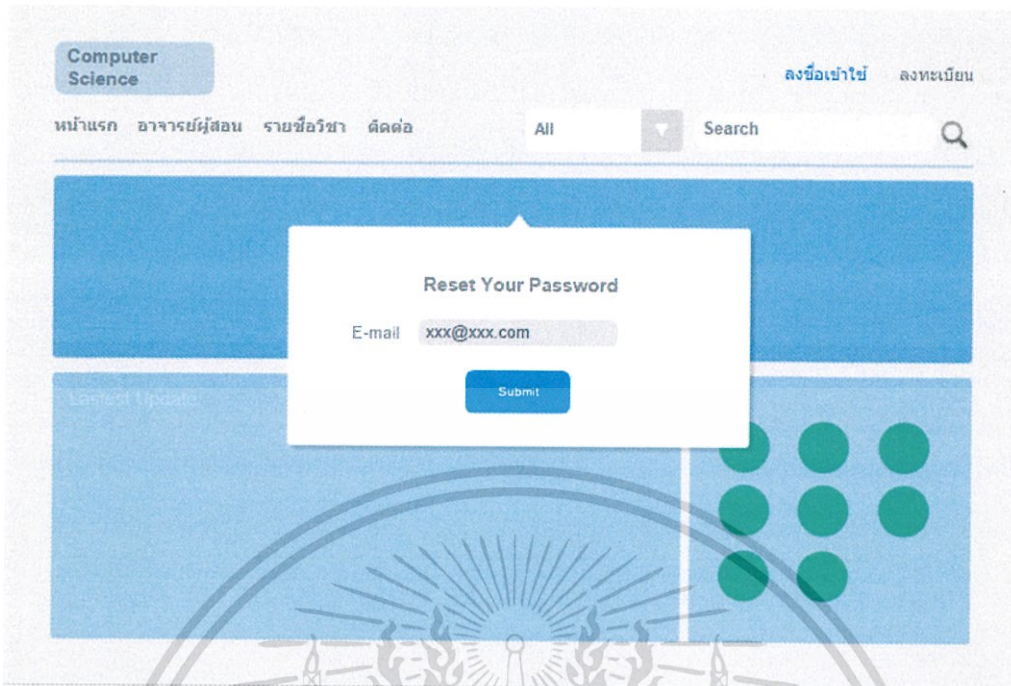 Computer
Science
ลงชื่อเข้าใช้ ลงทะเบียน
หน้าแรก อาจารย์ผู้สอน รายชื่อวิชา ติดต่อ All Search
Reset Your Password
E-mail xxx@xxx.com
Submit
Lastest Update